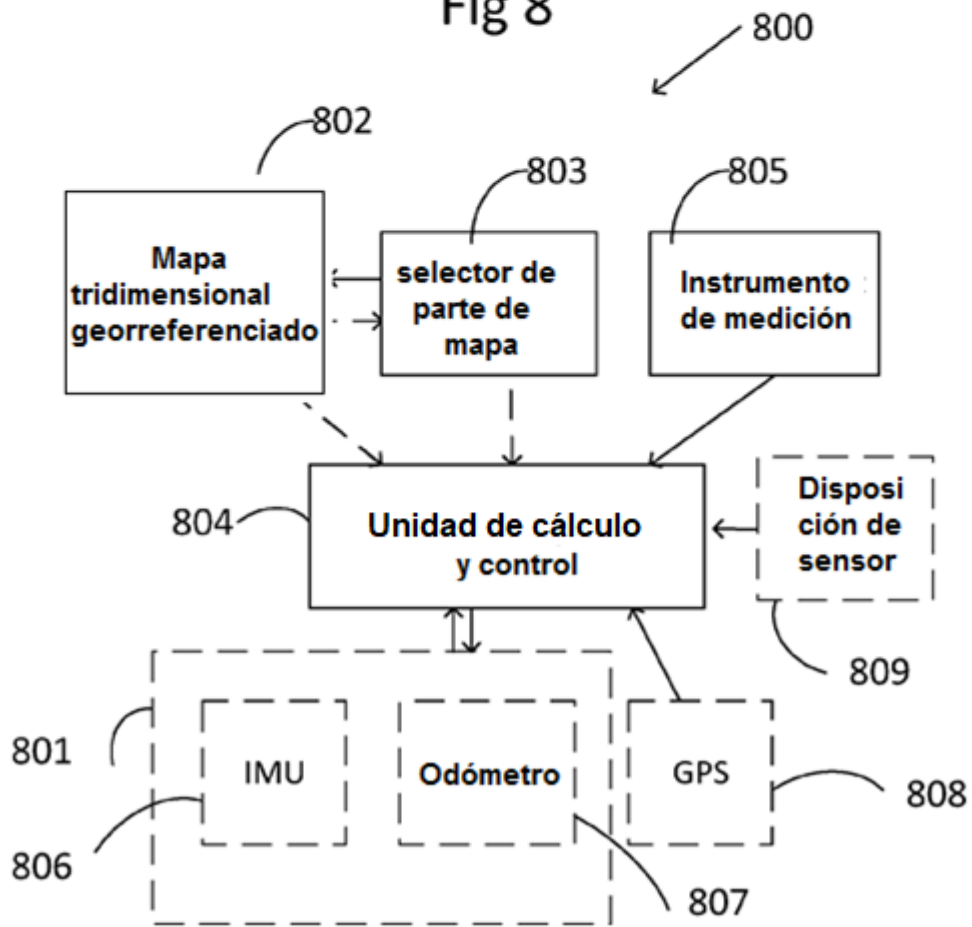 Fig 8
800
802
803
805
Mapa
tridimensional
georreferenciado
selector de
parte de
mapa
Instrumento
de medición
804
Unidad de cálculo
y control
Disposi
ción de
sensor
809
801
IMU
Odómetro
GPS
808
806
807